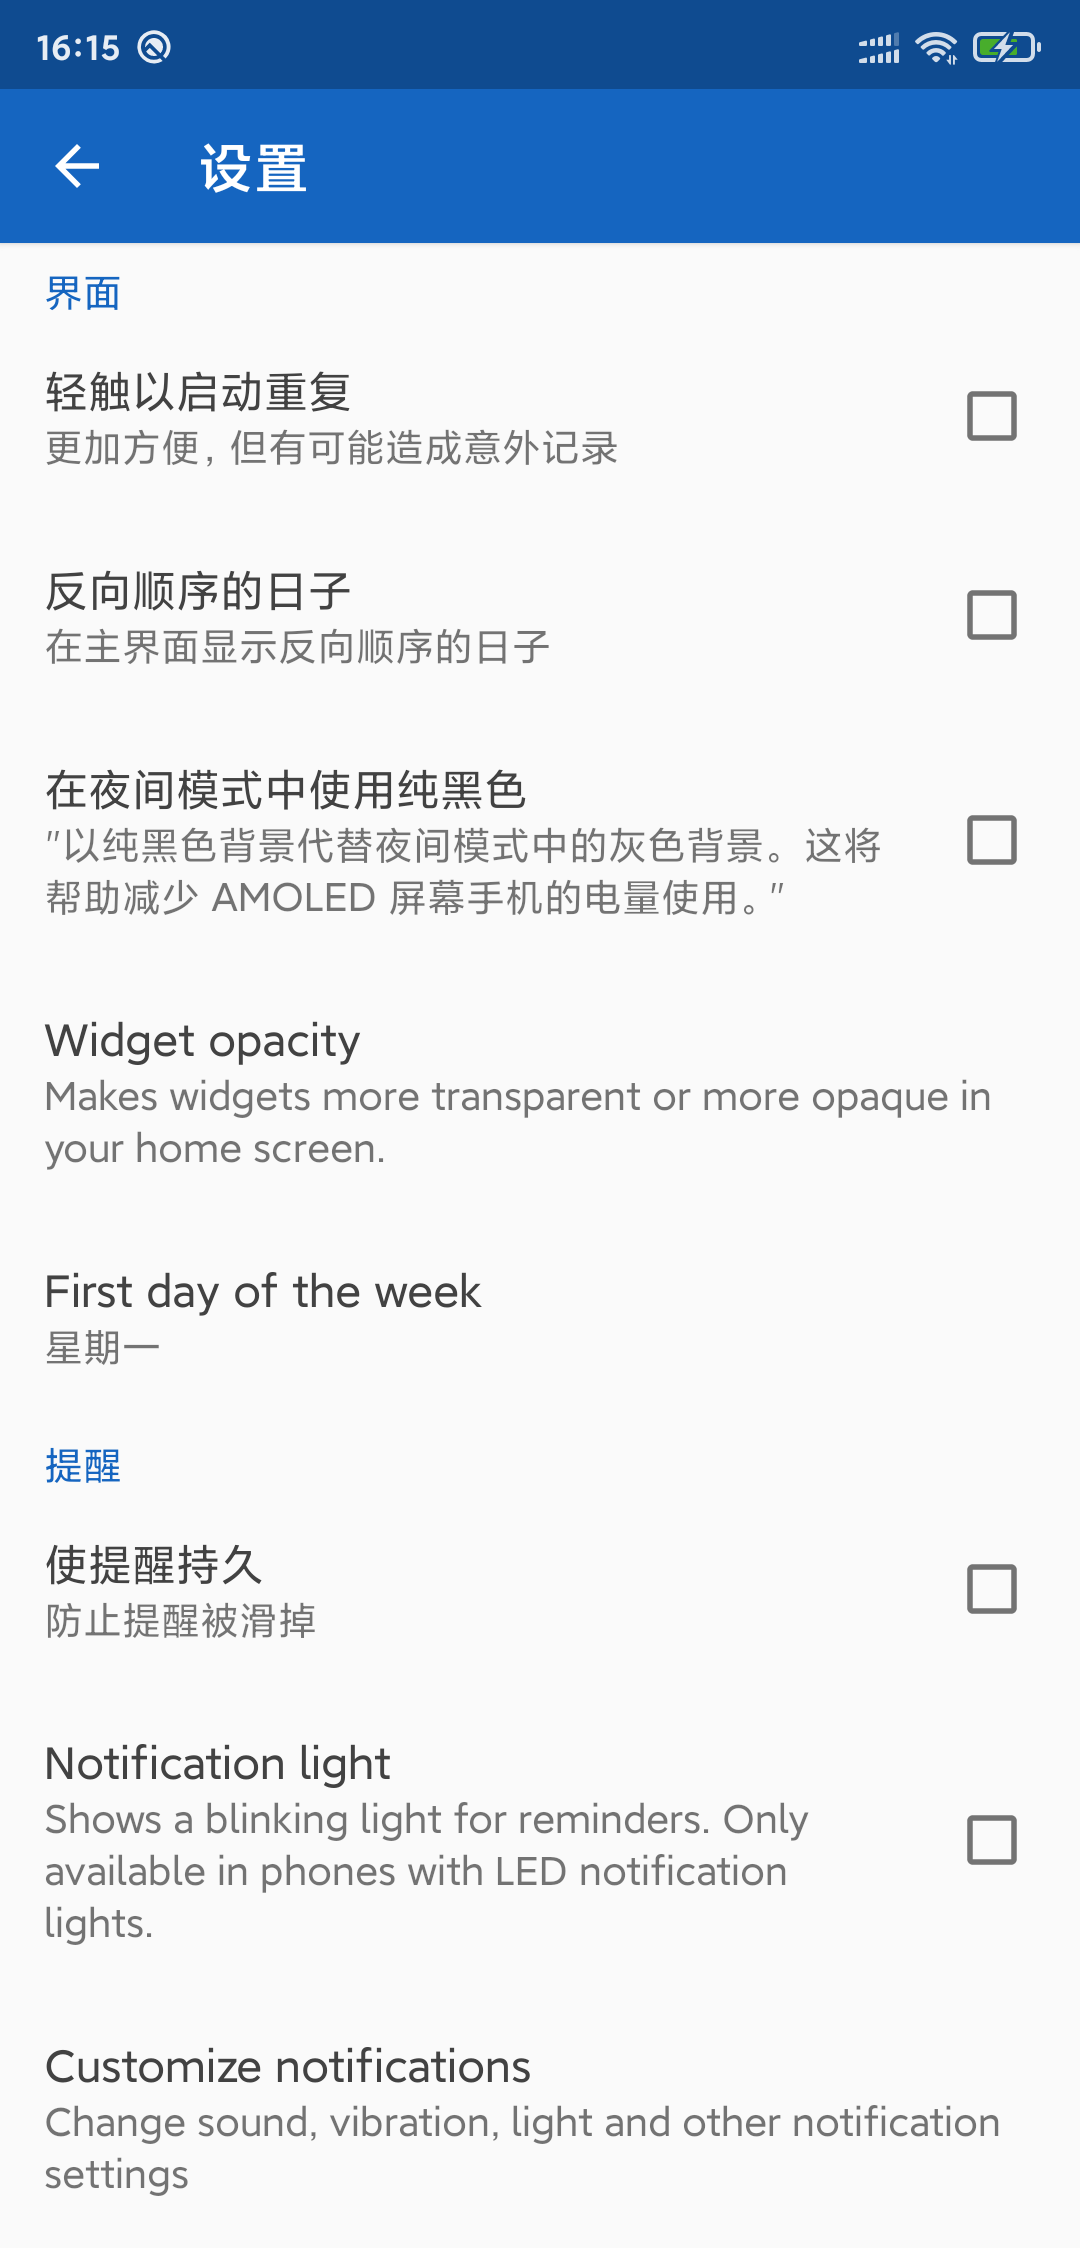 16:15
设置
界面
轻触以启动重复
更加方便，但有可能造成意外记录
反向顺序的日子
在主界面显示反向顺序的日子
在夜间模式中使用纯黑色
"以纯黑色背景代替夜间模式中的灰色背景。这将
帮助减少 AMOLED 屏幕手机的电量使用。"
Widget opacity
Makes widgets more transparent or more opaque in
your home screen.
First day of the week
星期一
提醒
使提醒持久
防止提醒被滑掉
Notification light
Shows a blinking light for reminders. Only
available in phones with LED notification
lights.
Customize notifications
Change sound, vibration, light and other notification
settings